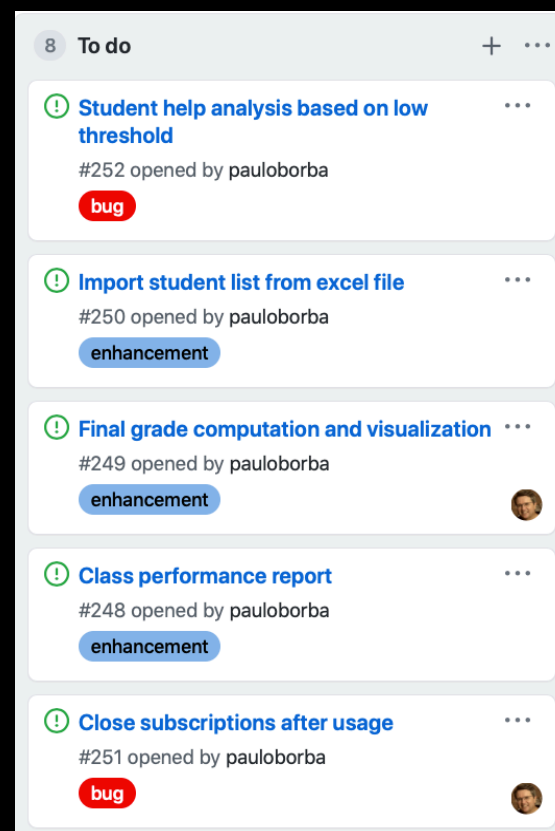 8 To do
Student help analysis based on low
threshold
#252 opened by pauloborba
bug
Import student list from excel file
#250 opened by pauloborba
enhancement
Final grade computation and visualization
#249 opened by pauloborba
enhancement
Class performance report
#248 opened by pauloborba
enhancement
Close subscriptions after usage
#251 opened by pauloborba
bug